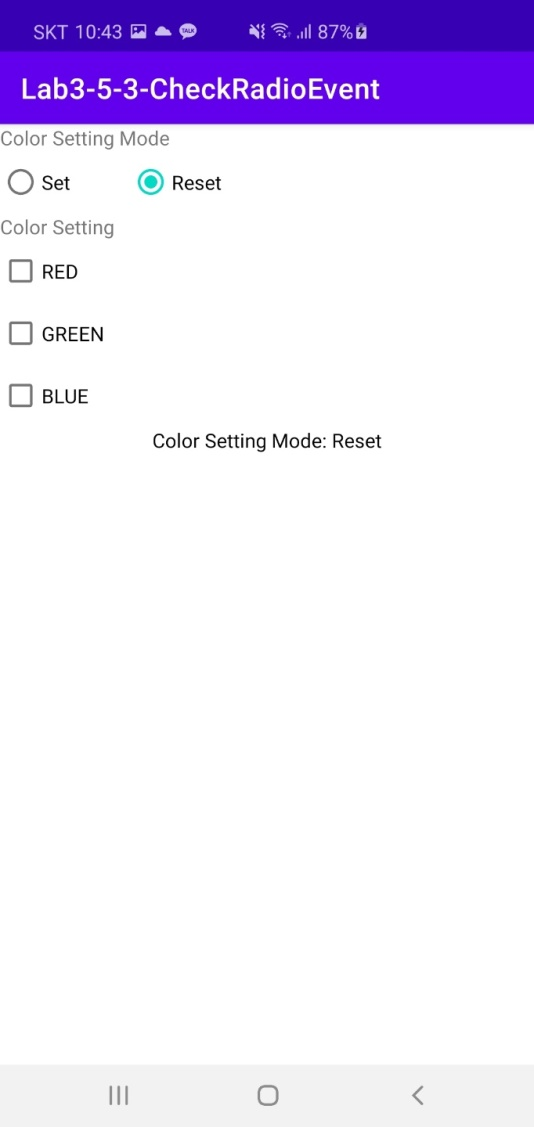 SKT 10:43 TALK 87%
Lab3-5-3-CheckRadioEvent
Color Setting Mode
Set Reset
Color Setting
RED
GREEN
BLUE
Color Setting Mode: Reset